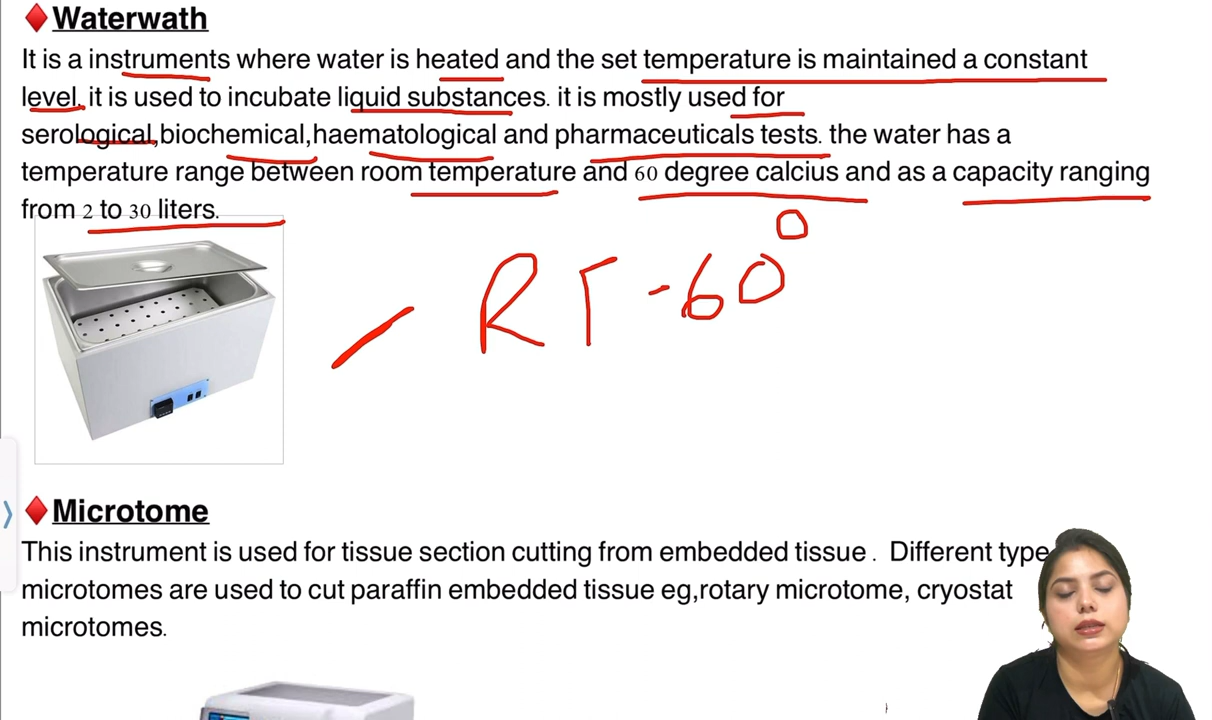 Waterwath
It is a instruments where water is heated and the set temperature is maintained a constant
level, it is used to incubate liquid substances. it is mostly used for
serological,biochemical,haematological and pharmaceuticals tests. the water has a
temperature range between room temperature and 60 degree calcius and as a capacity ranging
from 2 to 30 liters.
RT-60°
Microtome
This instrument is used for tissue section cutting from embedded tissue . Different type
microtomes are used to cut paraffin embedded tissue eg,rotary microtome, cryostat
microtomes.